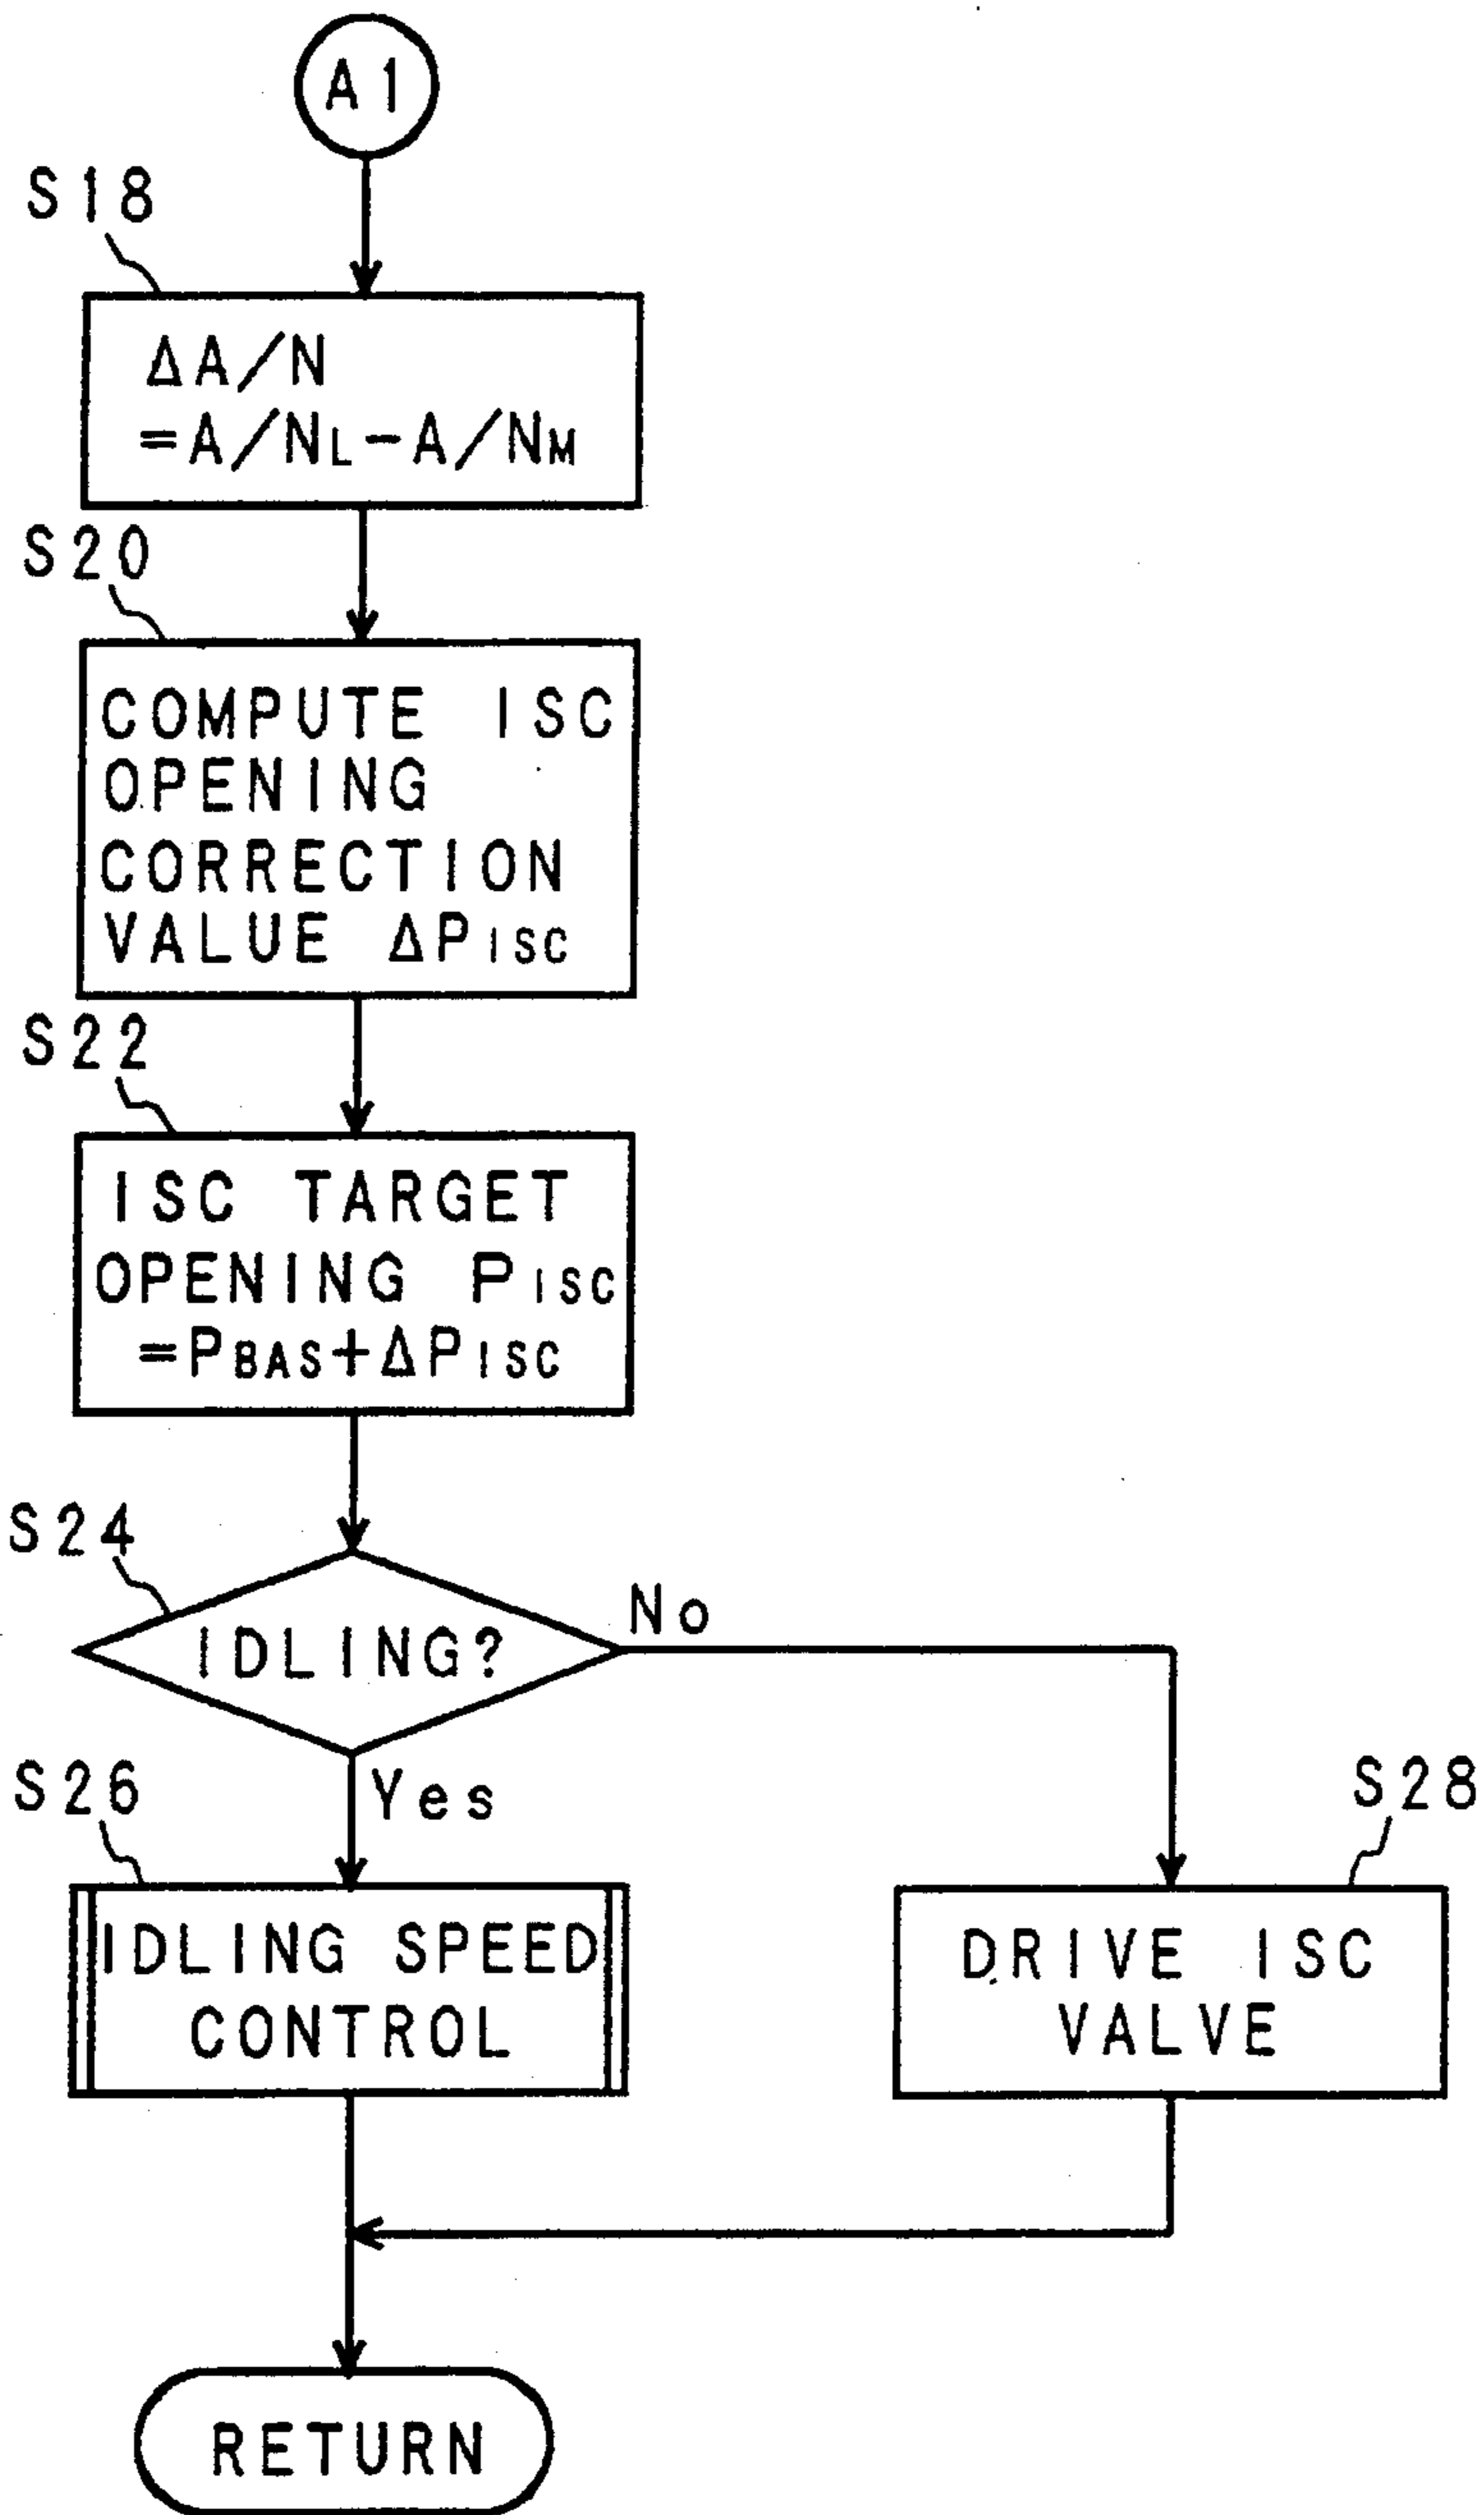 A1
S18
ΔA/N
=A/NL-A/NM
S20
COMPUTE ISC
OPENING
CORRECTION
VALUE ΔPISC
S22
ISC TARGET
OPENING PISC
=PBAS+ΔPISC
S24
IDLING?
No
Yes
S26
IDLING SPEED
CONTROL
S28
DRIVE ISC
VALVE
RETURN